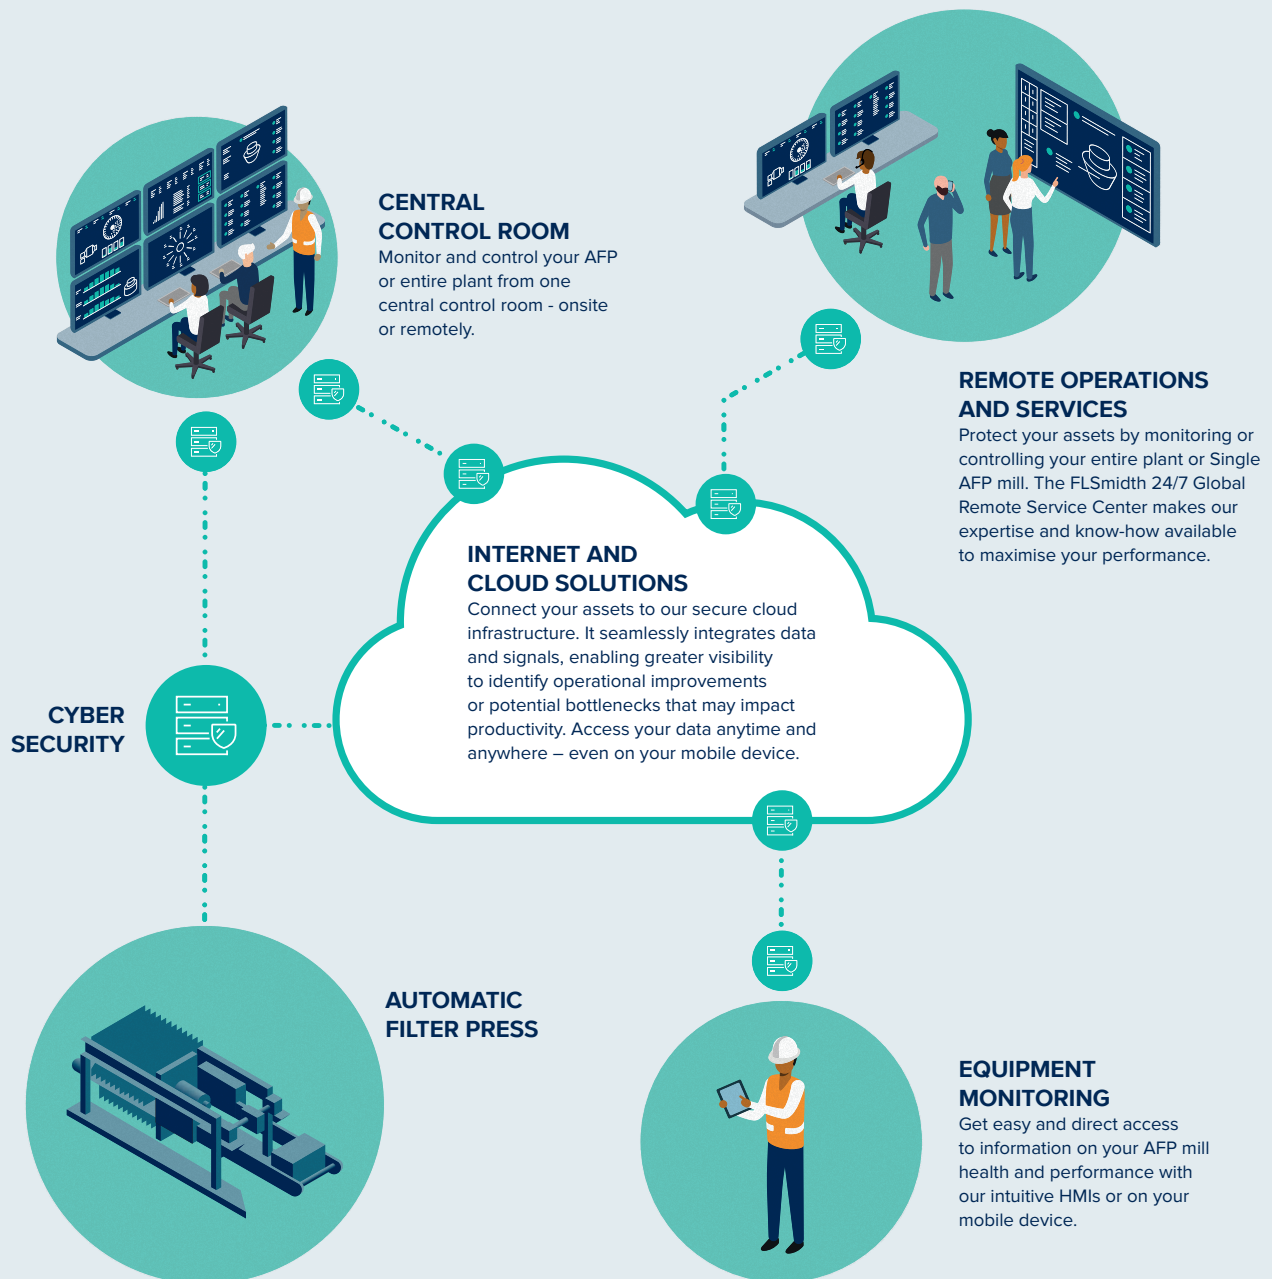 CENTRAL
CONTROL ROOM
Monitor and control your AFP
or entire plant from one
central control room - onsite
or remotely.
REMOTE OPERATIONS
AND SERVICES
Protect your assets by monitoring or
controlling your entire plant or Single
AFP mill. The FLSmidth 24/7 Global
Remote Service Center makes our
expertise and know-how available
to maximise your performance.
INTERNET AND
CLOUD SOLUTIONS
Connect your assets to our secure cloud
infrastructure. It seamlessly integrates data
and signals, enabling greater visibility
to identify operational improvements
or potential bottlenecks that may impact
productivity. Access your data anytime and
anywhere – even on your mobile device.
CYBER
SECURITY
AUTOMATIC
FILTER PRESS
EQUIPMENT
MONITORING
Get easy and direct access
to information on your AFP mill
health and performance with
our intuitive HMIs or on your
mobile device.